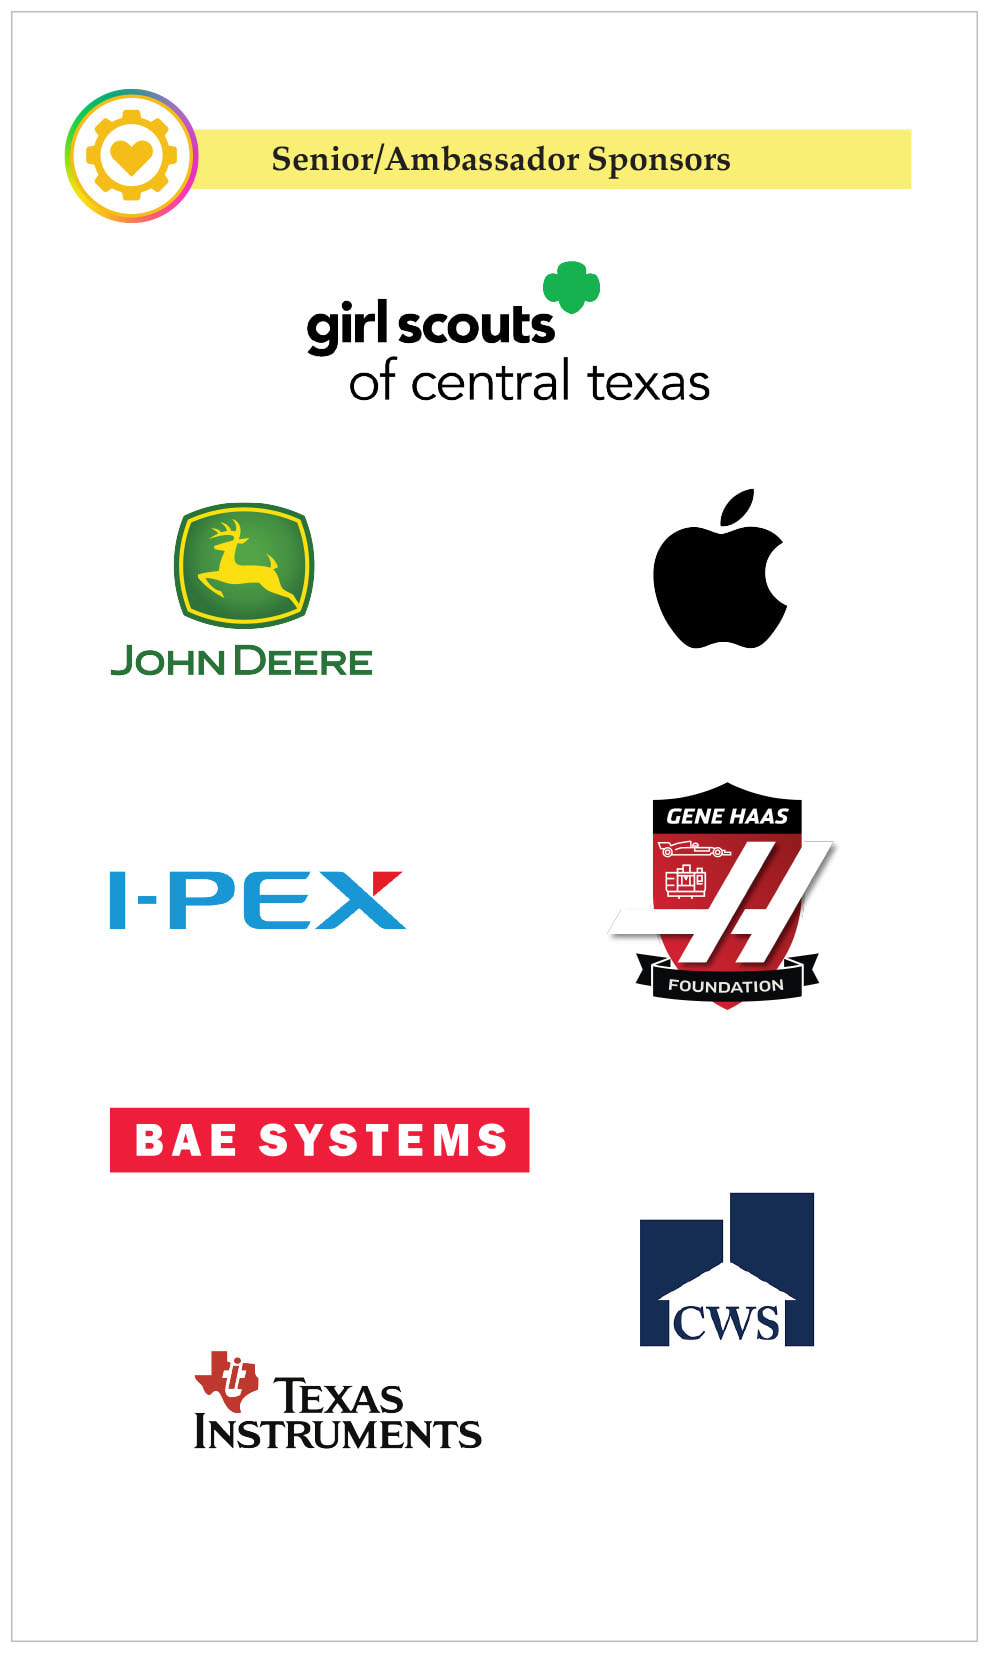 Senior/Ambassador Sponsors
girl scouts
of central texas
JOHN DEERE
I-PEX
GENE HAAS
FOUNDATION
BAE SYSTEMS
CWS
ti
TEXAS
INSTRUMENTS